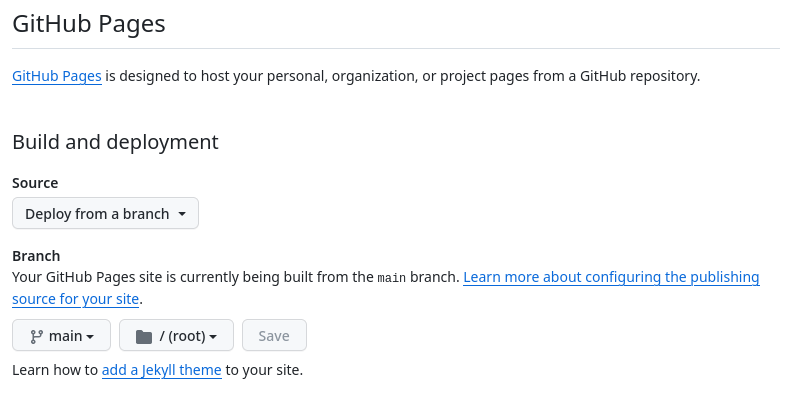 GitHub Pages
GitHub Pages is designed to host your personal, organization, or project pages from a GitHub repository.
Build and deployment
Source
Deploy from a branch
Branch
Your GitHub Pages site is currently being built from the main branch. Learn more about configuring the publishing
source for your site.
main / (root) Save
Learn how to add a Jekyll theme to your site.